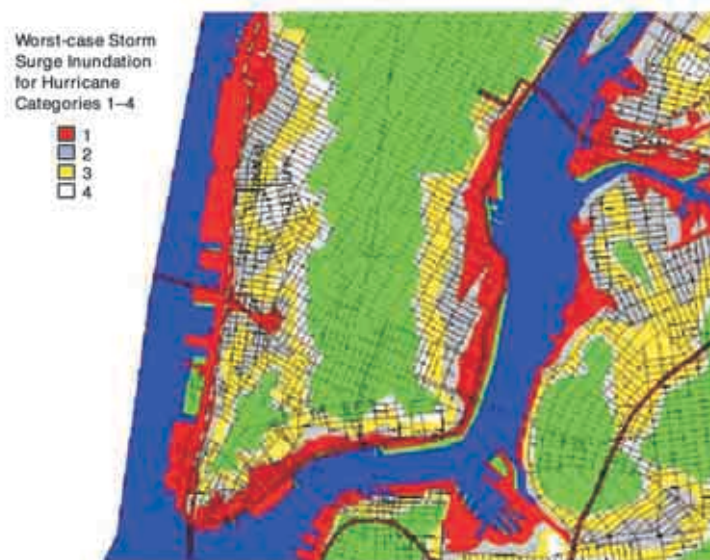 Worst-case Storm
Surge Inundation
for Hurricane
Categories 1–4
1
2
3
4